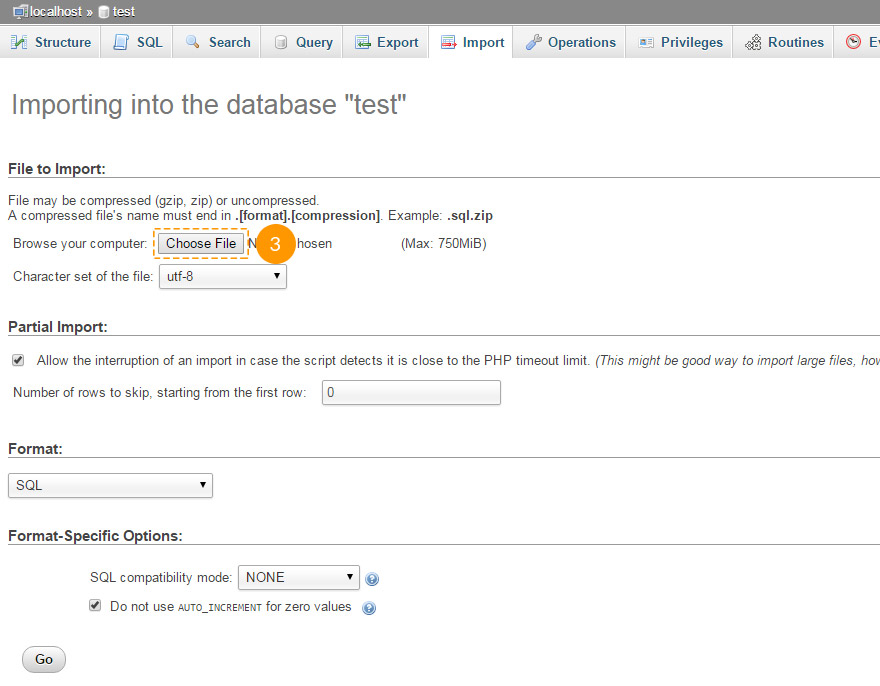 localhost » test
Structure SQL Search Query Export Import Operations Privileges Routines
Importing into the database "test"
File to Import:
File may be compressed (gzip, zip) or uncompressed.
A compressed file's name must end in .[format].[compression]. Example: .sql.zip
Browse your computer: Choose File 3 hosen (Max: 750MiB)
Character set of the file: utf-8
Partial Import:
Allow the interruption of an import in case the script detects it is close to the PHP timeout limit. (This might be good way to import large files,
Number of rows to skip, starting from the first row: 0
Format:
SQL
Format-Specific Options:
SQL compatibility mode: NONE
Do not use AUTO_INCREMENT for zero values
Go